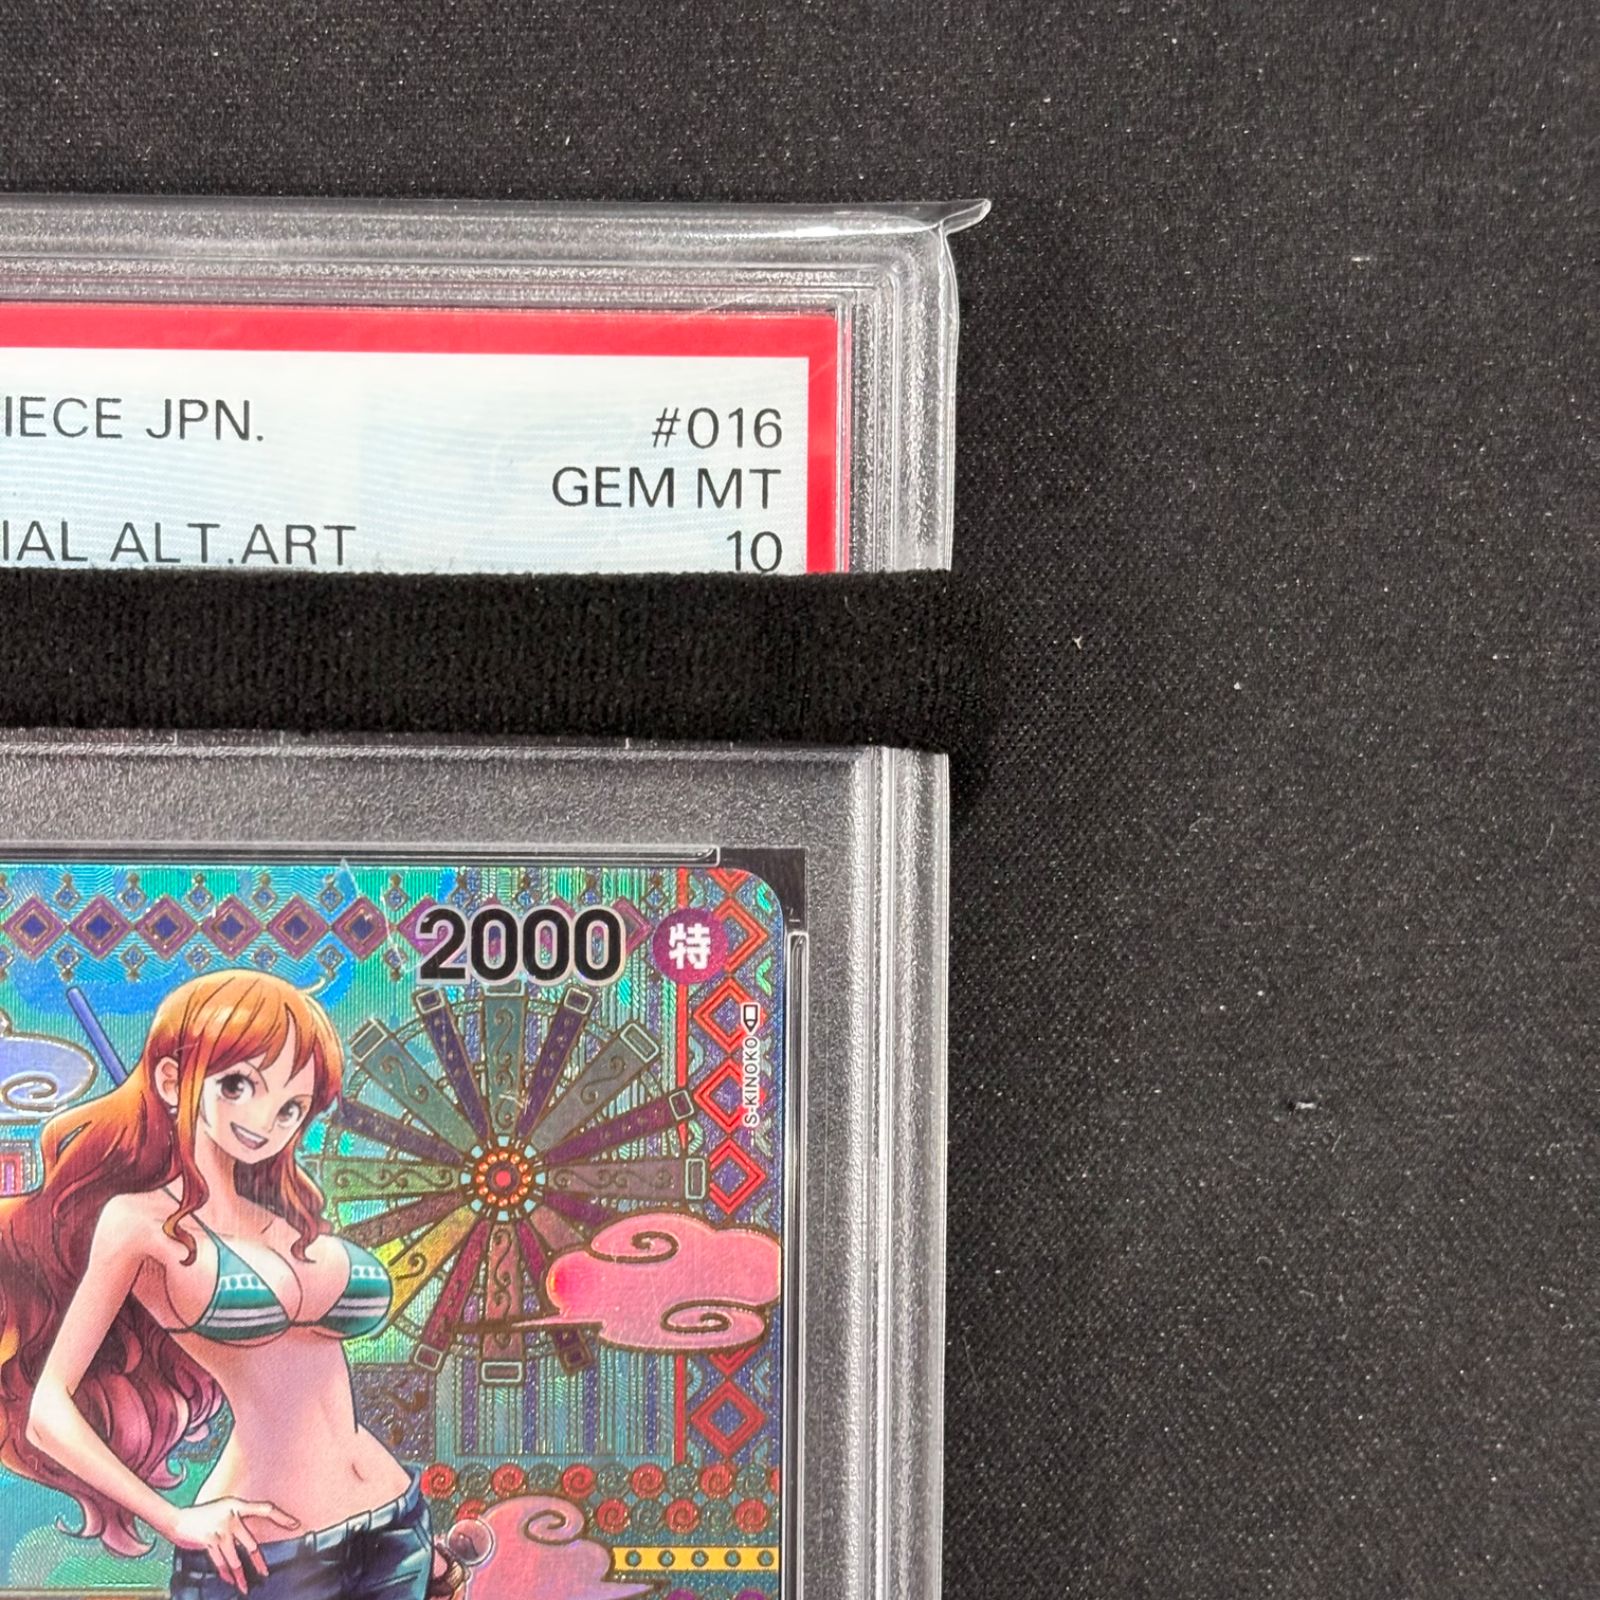 IECE JPN.
#016
GEM MT
IAL ALT.ART
10
2000
特
S-KINOKO
n